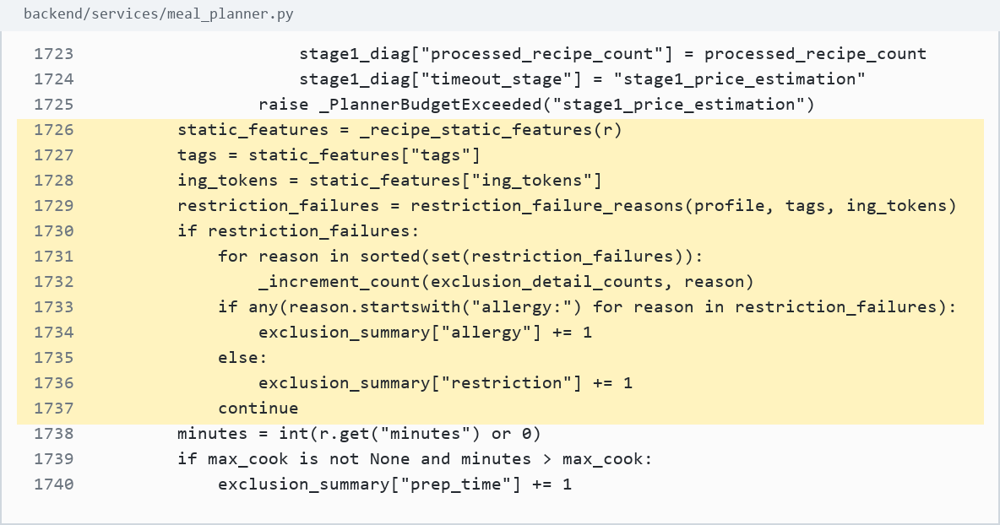 backend/services/meal_planner.py
1723                      stage1_diag["processed_recipe_count"] = processed_recipe_count
1724                      stage1_diag["timeout_stage"] = "stage1_price_estimation"
1725                  raise _PlannerBudgetExceeded("stage1_price_estimation")
1726          static_features = _recipe_static_features(r)
1727          tags = static_features["tags"]
1728          ing_tokens = static_features["ing_tokens"]
1729          restriction_failures = restriction_failure_reasons(profile, tags, ing_tokens)
1730          if restriction_failures:
1731              for reason in sorted(set(restriction_failures)):
1732                  _increment_count(exclusion_detail_counts, reason)
1733              if any(reason.startswith("allergy:") for reason in restriction_failures):
1734                  exclusion_summary["allergy"] += 1
1735              else:
1736                  exclusion_summary["restriction"] += 1
1737              continue
1738          minutes = int(r.get("minutes") or 0)
1739          if max_cook is not None and minutes > max_cook:
1740              exclusion_summary["prep_time"] += 1